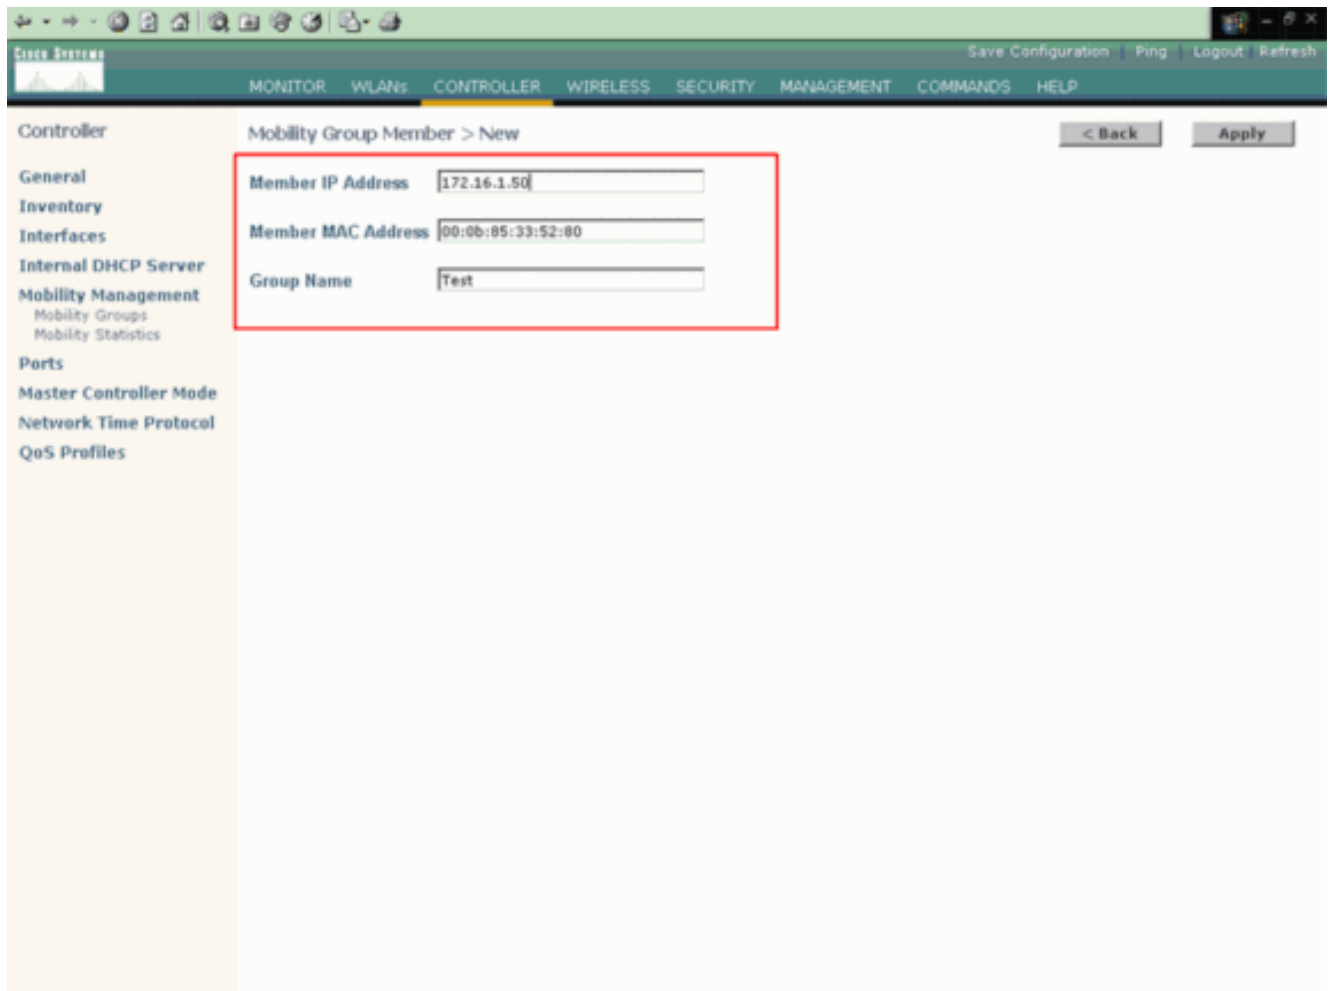 CISCO SYSTEMS
Save Configuration | Ping | Logout | Refresh
MONITOR WLANs CONTROLLER WIRELESS SECURITY MANAGEMENT COMMANDS HELP
Controller
General
Inventory
Interfaces
Internal DHCP Server
Mobility Management
Mobility Groups
Mobility Statistics
Ports
Master Controller Mode
Network Time Protocol
QoS Profiles
Mobility Group Member > New
< Back Apply
Member IP Address 172.16.1.50
Member MAC Address 00:0b:85:33:52:80
Group Name Test